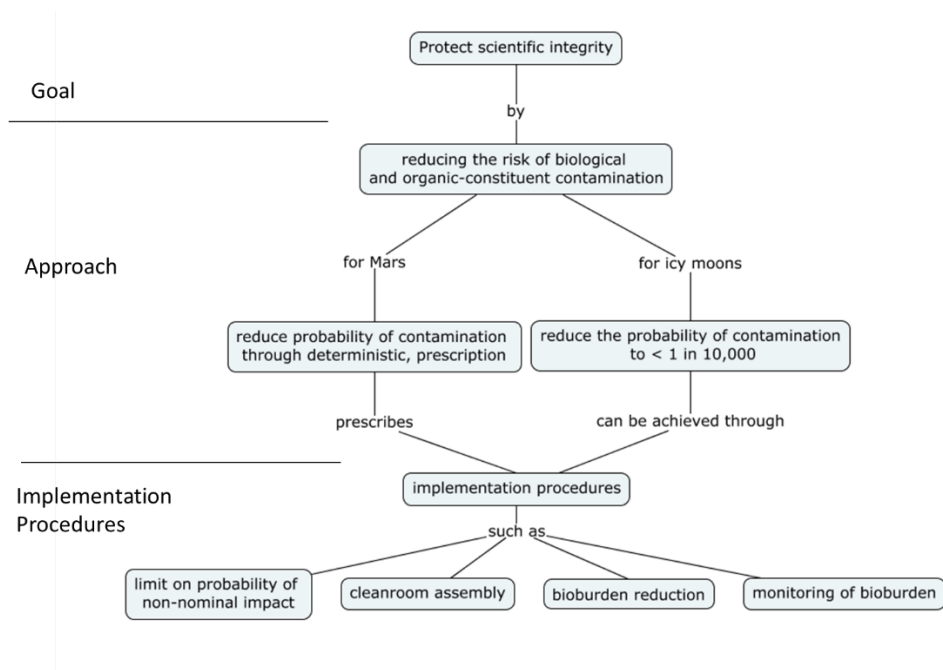 Protect scientific integrity
Goal
by
reducing the risk of biological
and organic-constituent contamination
Approach
for Mars
for icy moons
reduce probability of contamination
through deterministic, prescription
reduce the probability of contamination
to < 1 in 10,000
prescribes
can be achieved through
Implementation
Procedures
implementation procedures
such as
limit on probability of
non-nominal impact
cleanroom assembly
bioburden reduction
monitoring of bioburden